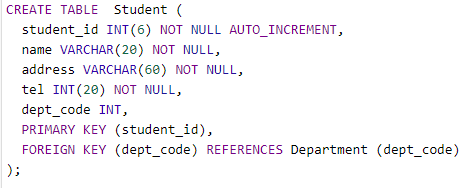 CREATE TABLE  Student (
  student_id INT(6) NOT NULL AUTO_INCREMENT,
  name VARCHAR(20) NOT NULL,
  address VARCHAR(60) NOT NULL,
  tel INT(20) NOT NULL,
  dept_code INT,
  PRIMARY KEY (student_id),
  FOREIGN KEY (dept_code) REFERENCES Department (dept_code)
);